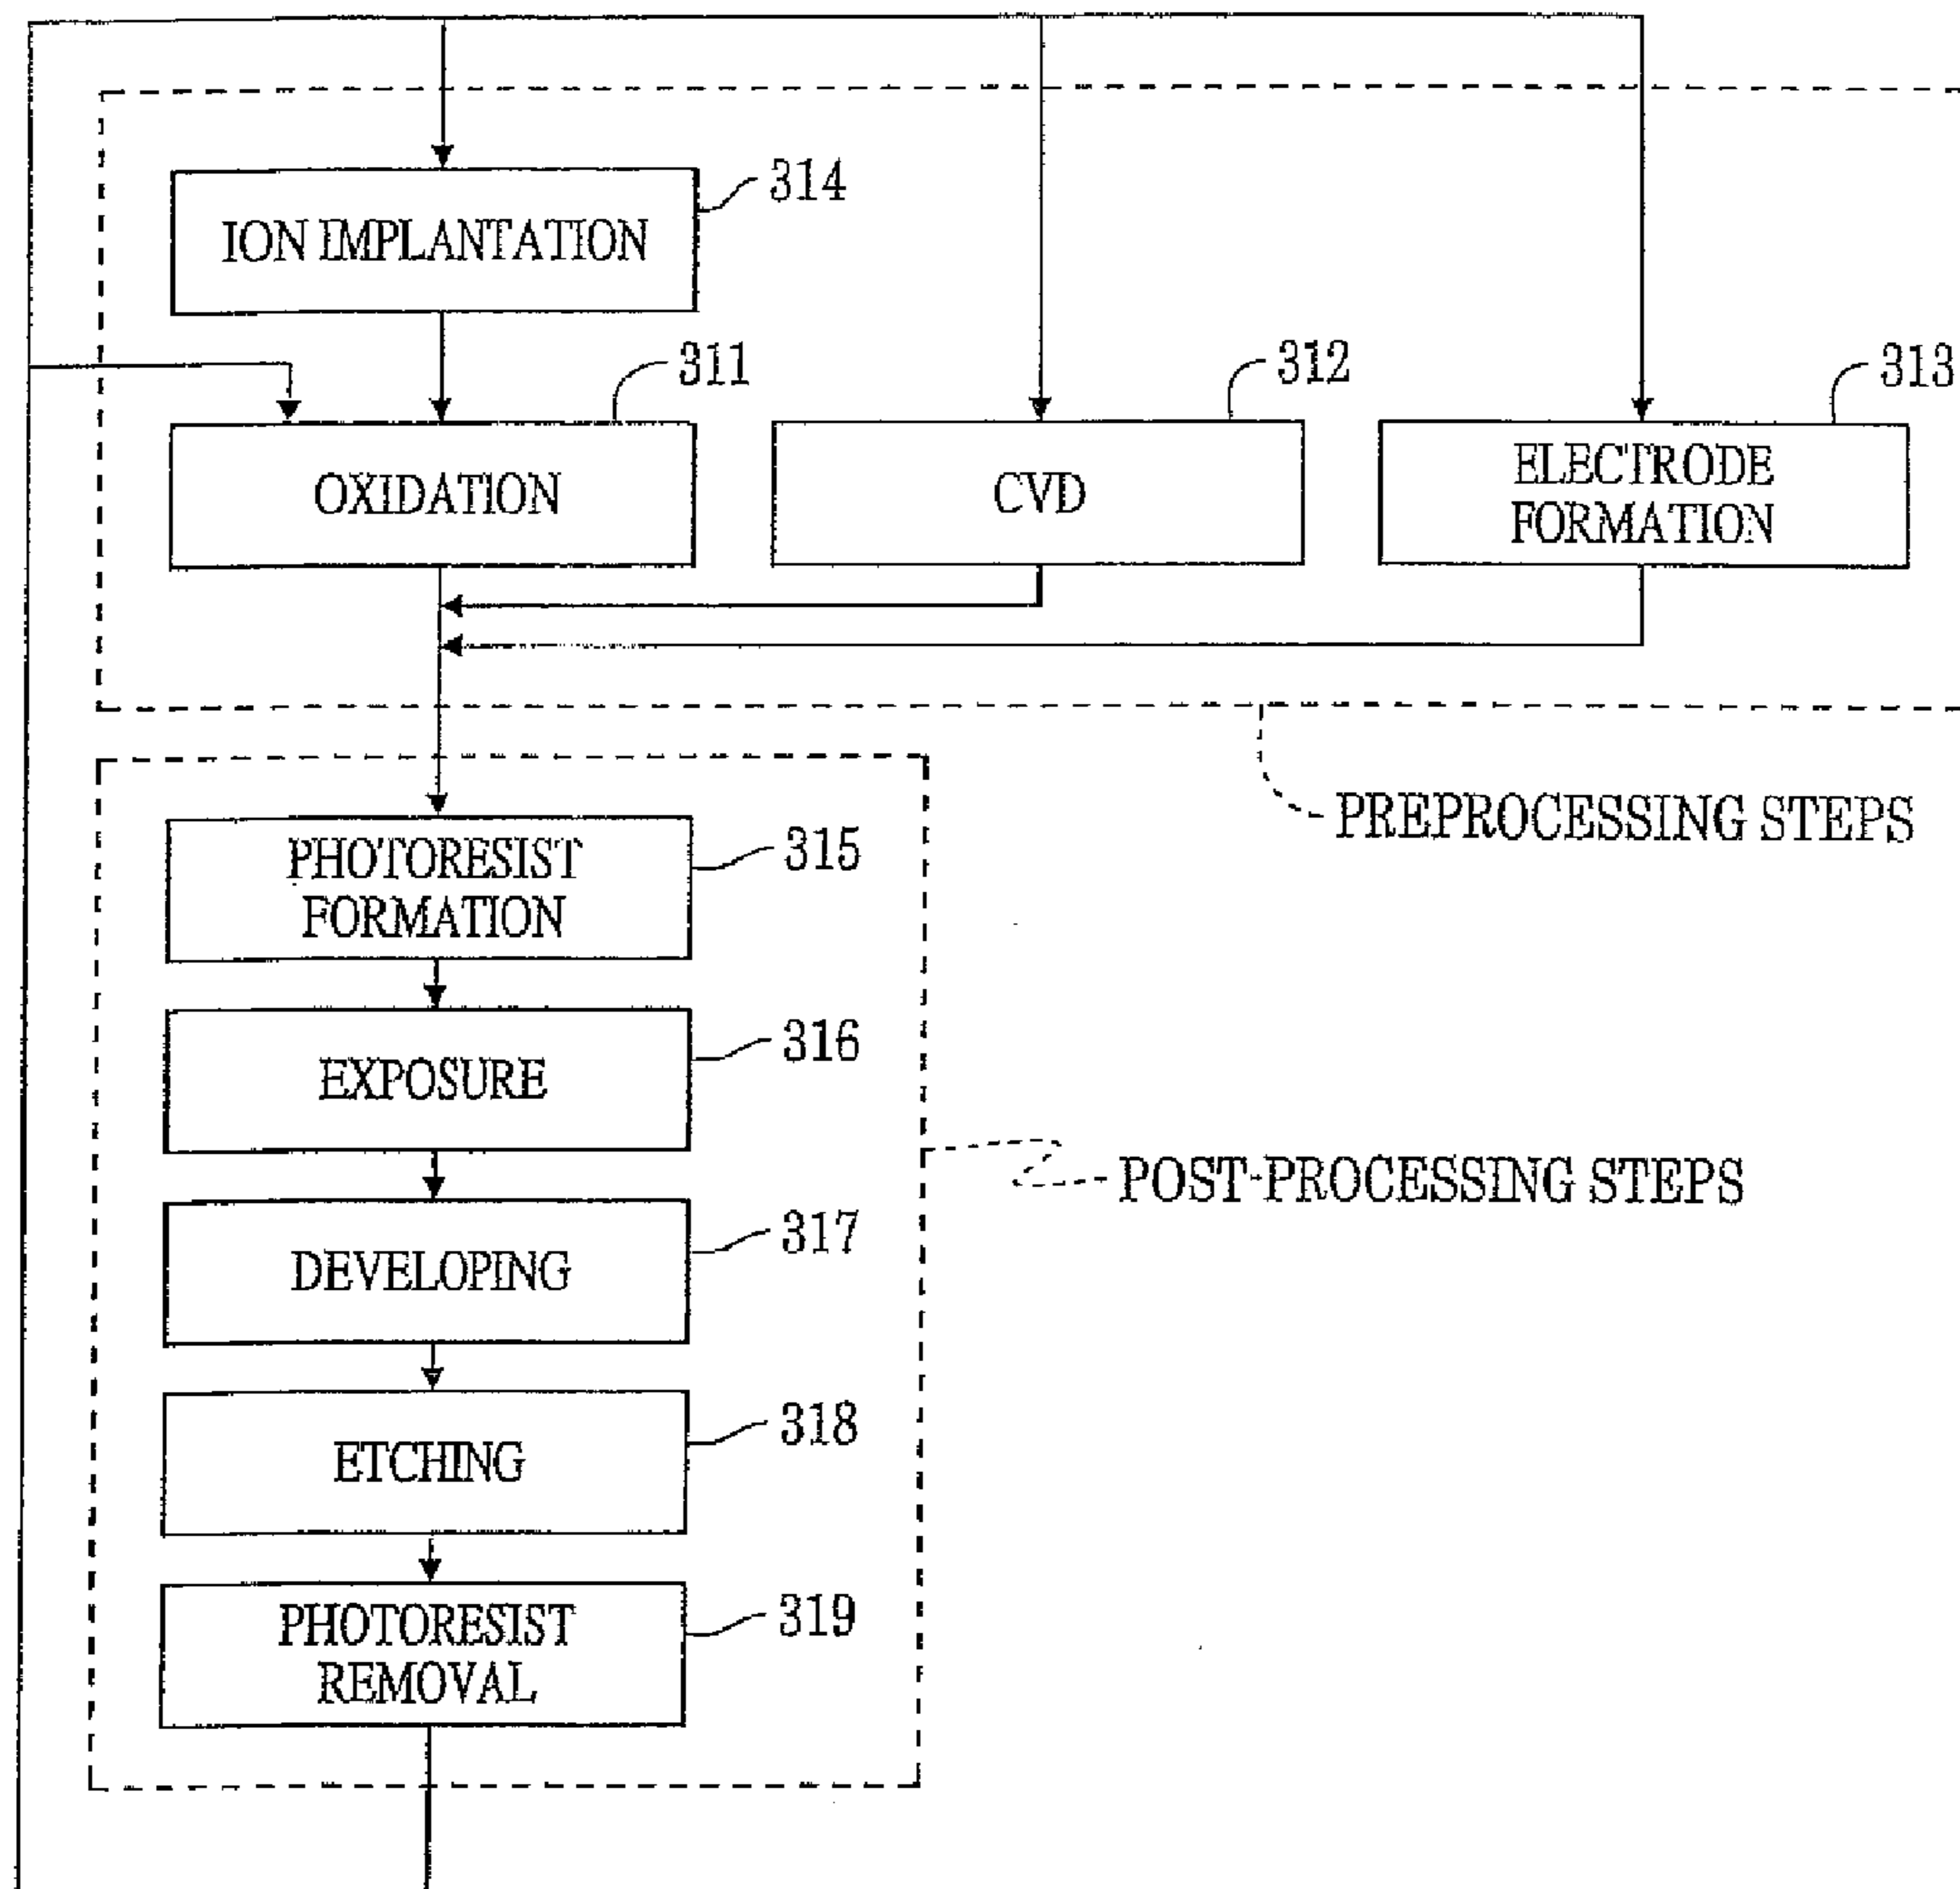 ION IMPLANTATION
314
311
312
313
OXIDATION
CVD
ELECTRODE
FORMATION
PREPROCESSING STEPS
PHOTORESIST
FORMATION
315
EXPOSURE
316
POST-PROCESSING STEPS
DEVELOPING
317
ETCHING
318
PHOTORESIST
REMOVAL
319